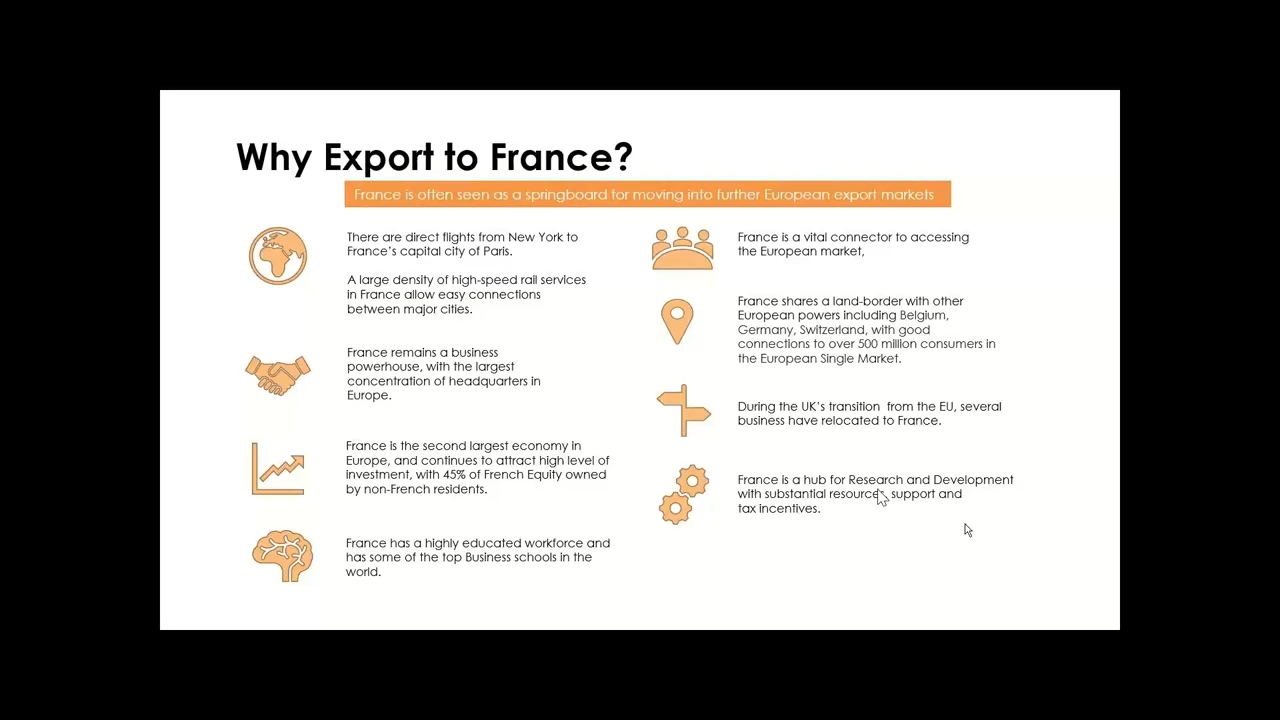 Why Export to France?
France is often seen as a springboard for moving into further European export markets
There are direct flights from New York to
France's capital city of Paris.
A large density of high-speed rail services
in France allow easy connections
between major cities.
France remains a business
powerhouse, with the largest
concentration of headquarters in
Europe.
France is the second largest economy in
Europe, and continues to attract high level of
investment, with 45% of French Equity owned
by non-French residents.
France has a highly educated workforce and
has some of the top Business schools in the
world.
France is a vital connector to accessing
the European market,
France shares a land-border with other
European powers including Belgium,
Germany, Switzerland, with good
connections to over 500 million consumers in
the European Single Market.
During the UK's transition  from the EU, several
business have relocated to France.
France is a hub for Research and Development
with substantial resources support and
tax incentives.